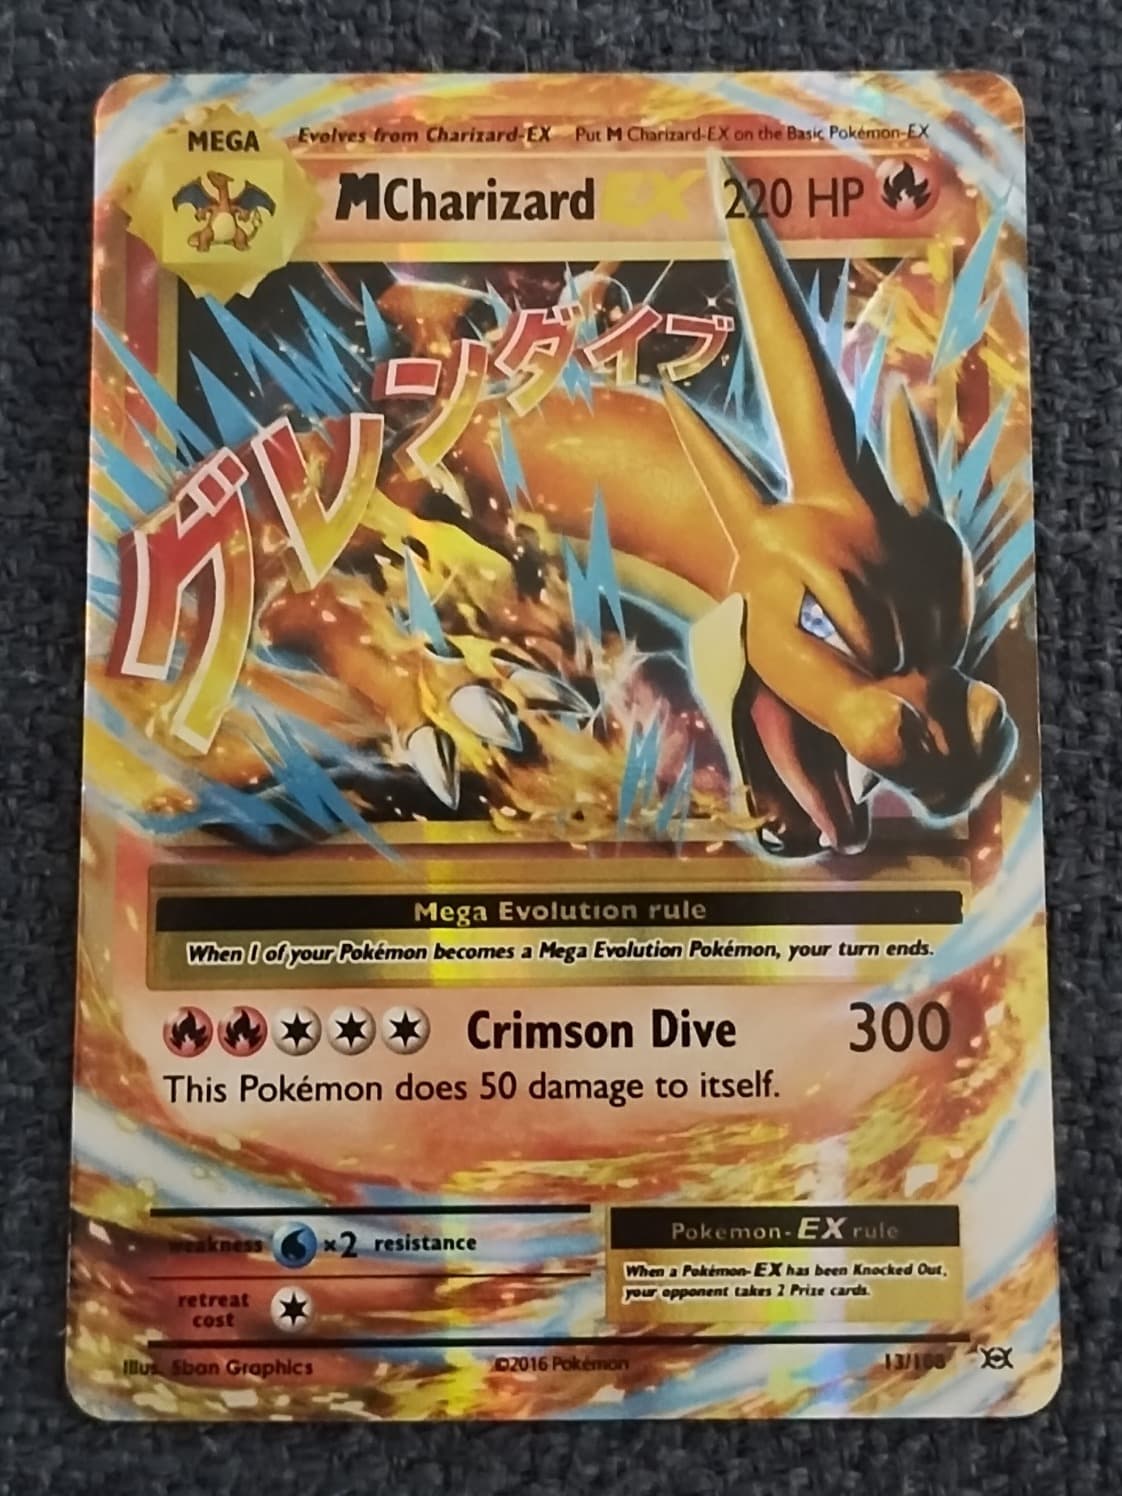 MEGA
Evolves from Charizard-EX Put M Charizard-EX on the Basic Pokémon-EX
MCharizard EX 220 HP
グレンダイブ
Mega Evolution rule
When 1 of your Pokémon becomes a Mega Evolution Pokémon, your turn ends.
Crimson Dive 300
This Pokémon does 50 damage to itself.
weakness ×2 resistance
retreat
cost
Pokémon-EX rule
When a Pokémon-EX has been Knocked Out,
your opponent takes 2 Prize cards.
Illus. 5ban Graphics ©2016 Pokémon 13/108